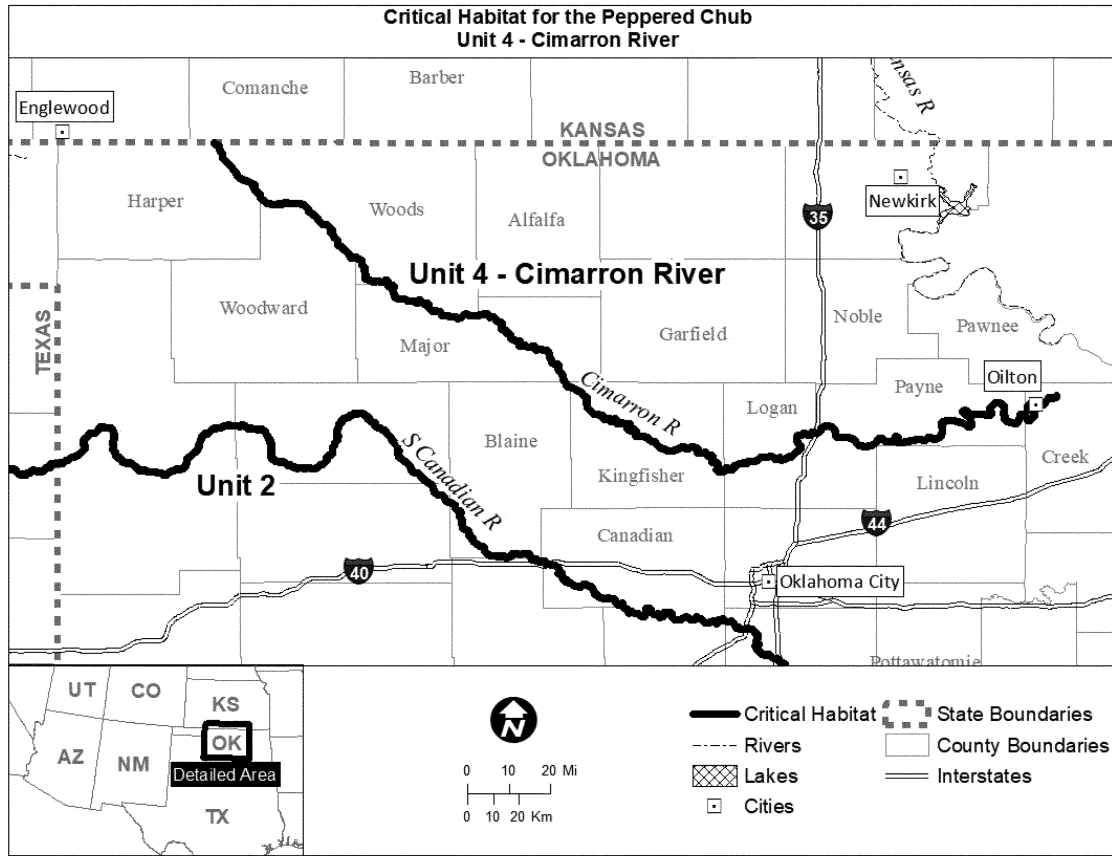 Critical Habitat for the Peppered Chub
Unit 4 - Cimarron River
Comanche
Barber
nsas R
Englewood
KANSAS
OKLAHOMA
Harper
Woods
Alfalfa
35
Newkirk
Unit 4 - Cimarron River
Woodward
Major
Garfield
Noble
Pawnee
TEXAS
Cimarron R
Payne
Oilton
Logan
S Canadian R
Blaine
Unit 2
Kingfisher
Creek
Lincoln
Canadian
44
40
Oklahoma City
Pottawatomie
UT
CO
KS
OK
AZ
NM
Detailed Area
TX
N
0 10 20 Mi
0 10 20 Km
Critical Habitat
State Boundaries
Rivers
County Boundaries
Lakes
Interstates
Cities